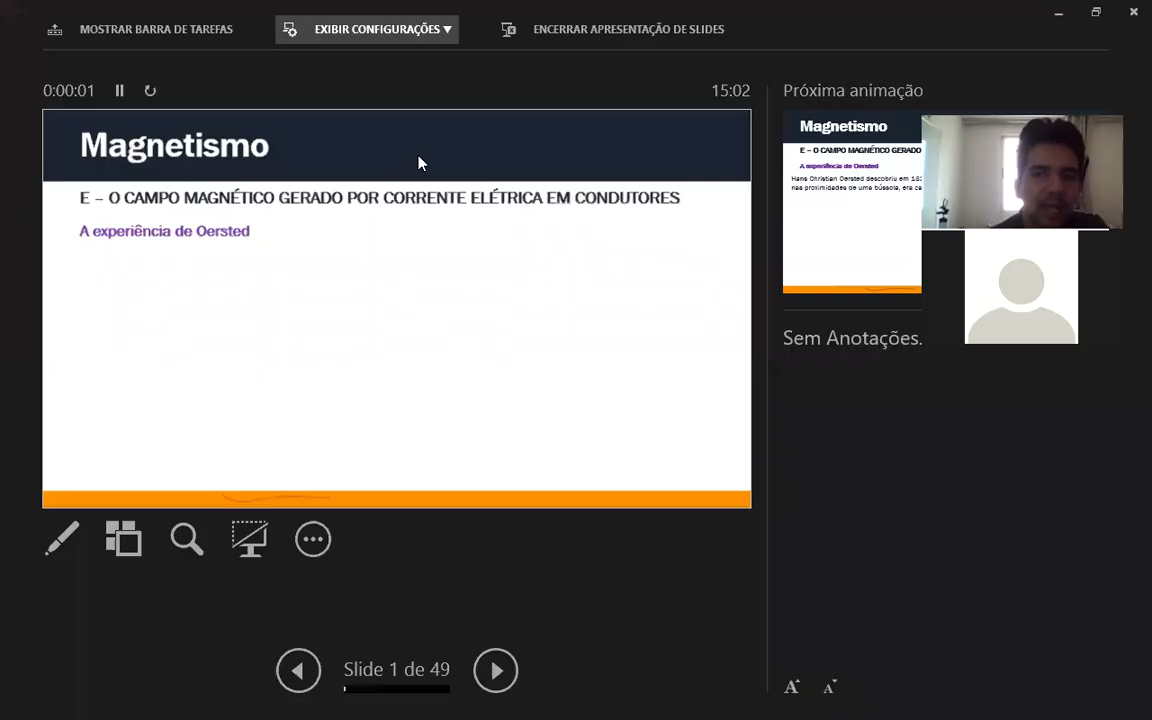 MOSTRAR BARRA DE TAREFAS
EXIBIR CONFIGURAÇÕES ▼
ENCERRAR APRESENTAÇÃO DE SLIDES
0:00:01
15:02
Magnetismo
E – O CAMPO MAGNÉTICO GERADO POR CORRENTE ELÉTRICA EM CONDUTORES
A experiência de Oersted
Slide 1 de 49
Próxima animação
Magnetismo
E – O CAMPO MAGNÉTICO GERADO
A experiência de Oersted
Hans Christian Oersted descobriu em 18
nas proximidades de uma bússola, era ca
Sem Anotações.
A A